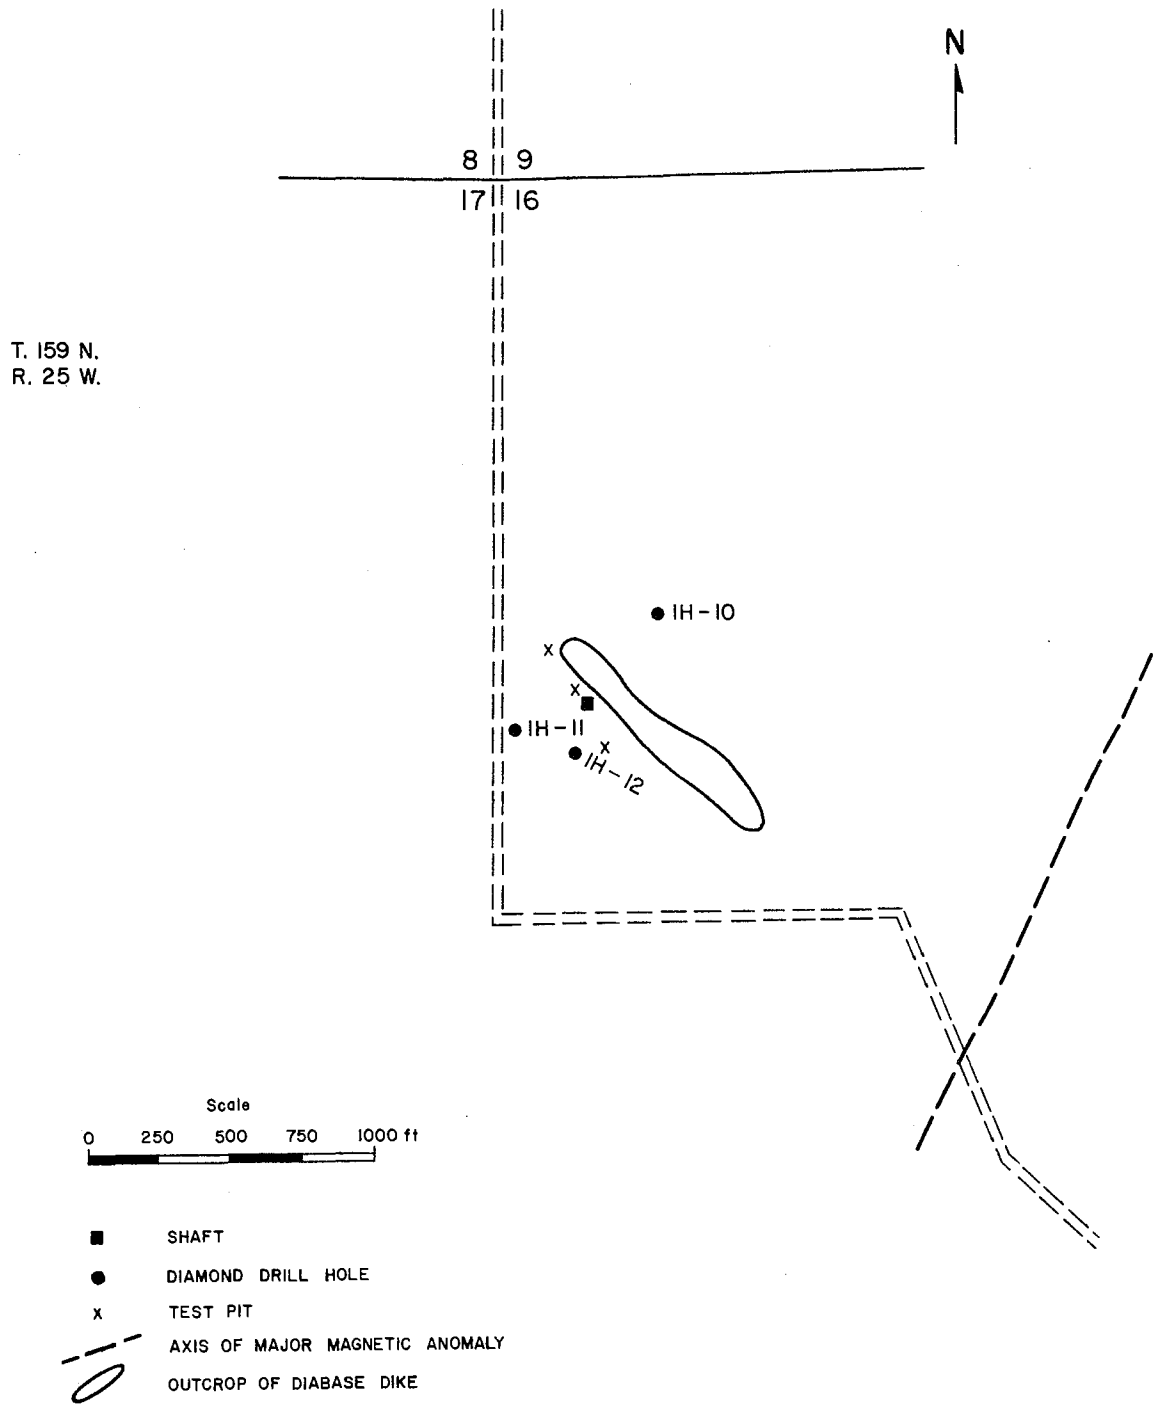 N
8 9
17 16
T. 159 N.
R. 25 W.
IH-10
x
x
IH-11
x
IH-12
Scale
0 250 500 750 1000 ft
SHAFT
DIAMOND DRILL HOLE
x TEST PIT
AXIS OF MAJOR MAGNETIC ANOMALY
OUTCROP OF DIABASE DIKE